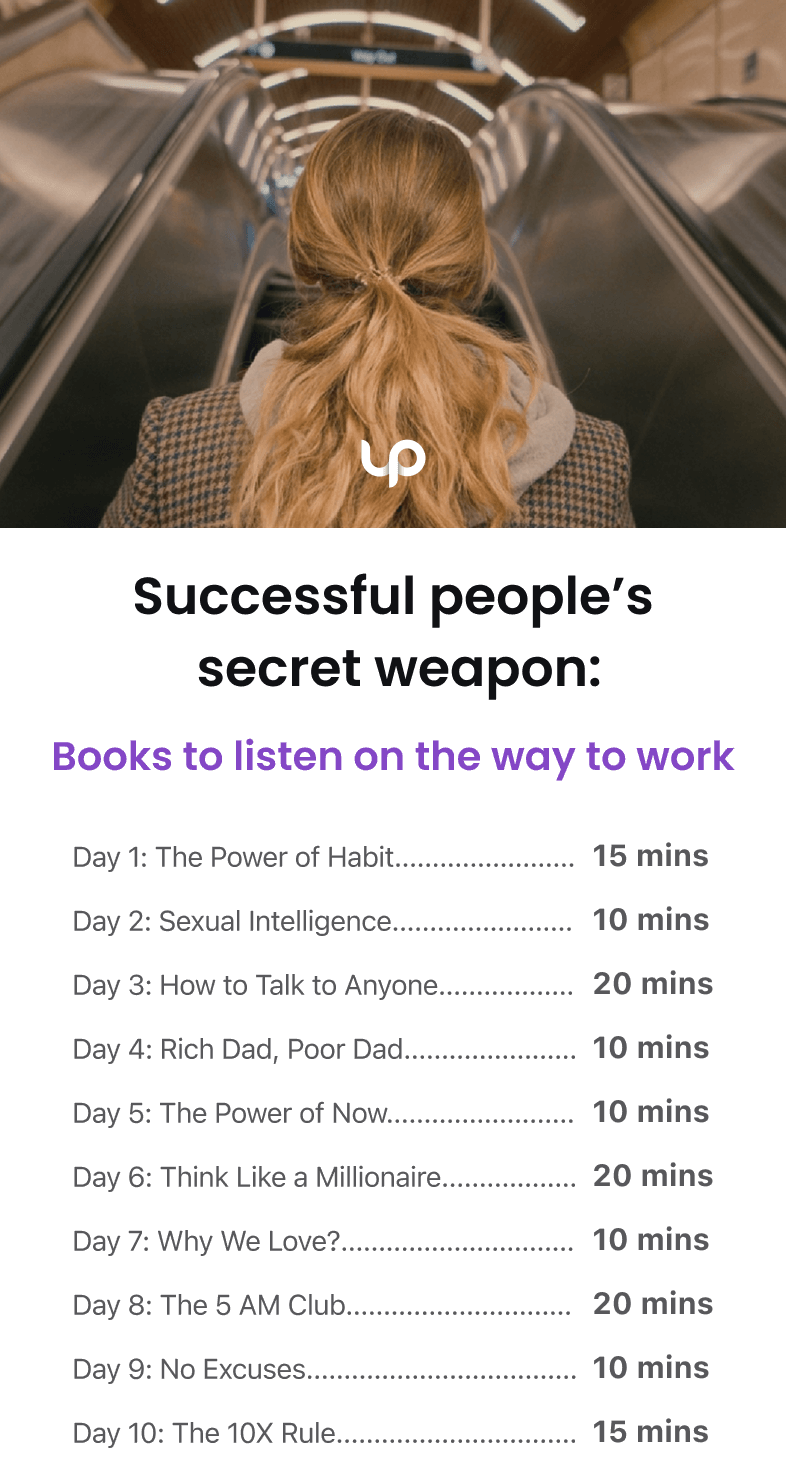 Way Out
up
Successful people’s
secret weapon:
Books to listen on the way to work
Day 1: The Power of Habit........................ 15 mins
Day 2: Sexual Intelligence........................ 10 mins
Day 3: How to Talk to Anyone.................. 20 mins
Day 4: Rich Dad, Poor Dad....................... 10 mins
Day 5: The Power of Now......................... 10 mins
Day 6: Think Like a Millionaire.................. 20 mins
Day 7: Why We Love?............................... 10 mins
Day 8: The 5 AM Club.............................. 20 mins
Day 9: No Excuses.................................... 10 mins
Day 10: The 10X Rule................................ 15 mins